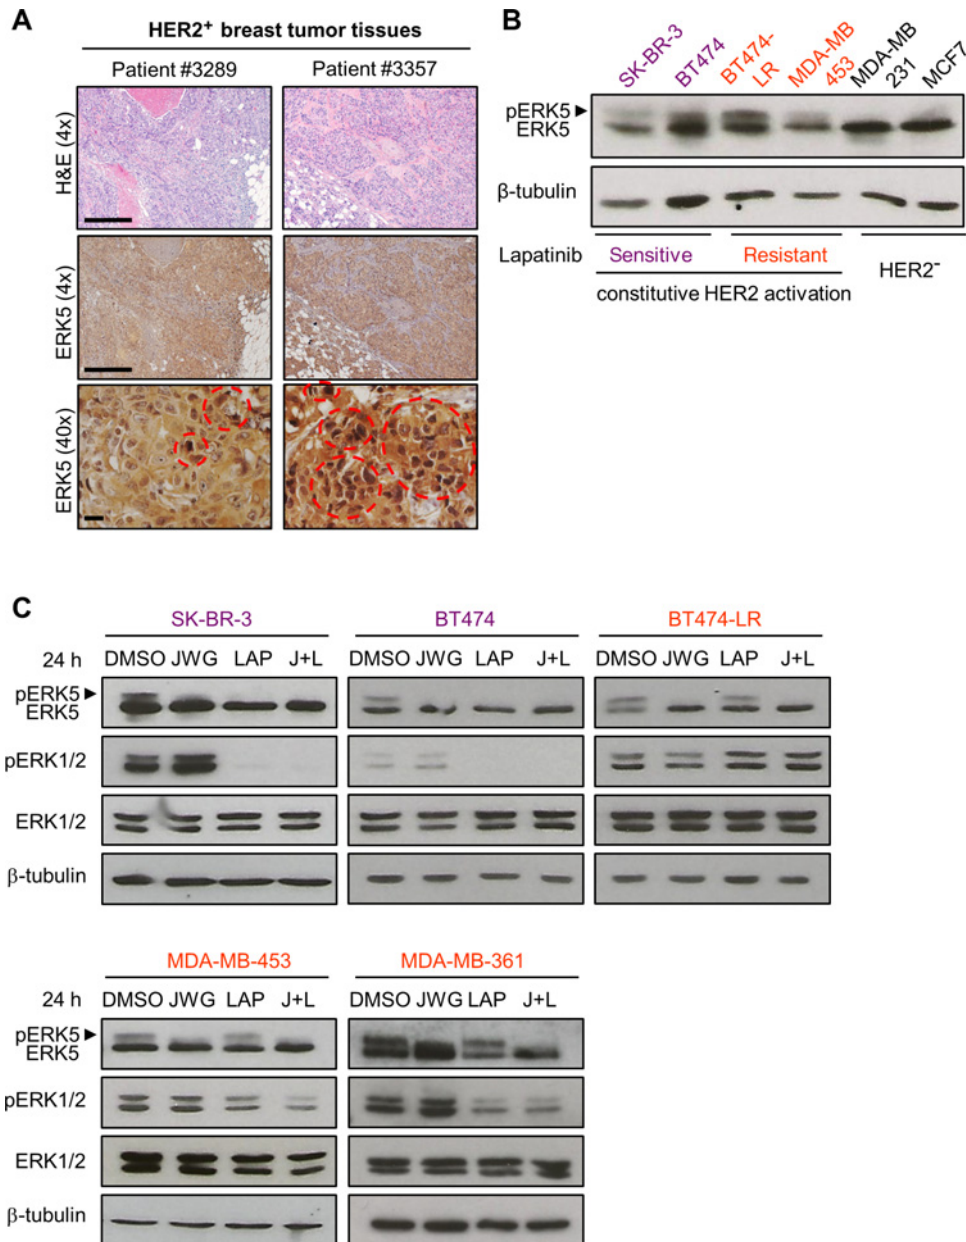 A
HER2+ breast tumor tissues
Patient #3289 Patient #3357
H&E (4x)
ERK5 (4x)
ERK5 (40x)
B
SK-BR-3
BT474
BT474-
LR
MDA-MB
453
MDA-MB
231
MCF7
pERK5
ERK5
β-tubulin
Lapatinib Sensitive Resistant HER2-
constitutive HER2 activation
C
SK-BR-3 BT474 BT474-LR
24 h DMSO JWG LAP J+L DMSO JWG LAP J+L DMSO JWG LAP J+L
pERK5
ERK5
pERK1/2
ERK1/2
β-tubulin
MDA-MB-453 MDA-MB-361
24 h DMSO JWG LAP J+L DMSO JWG LAP J+L
pERK5
ERK5
pERK1/2
ERK1/2
β-tubulin